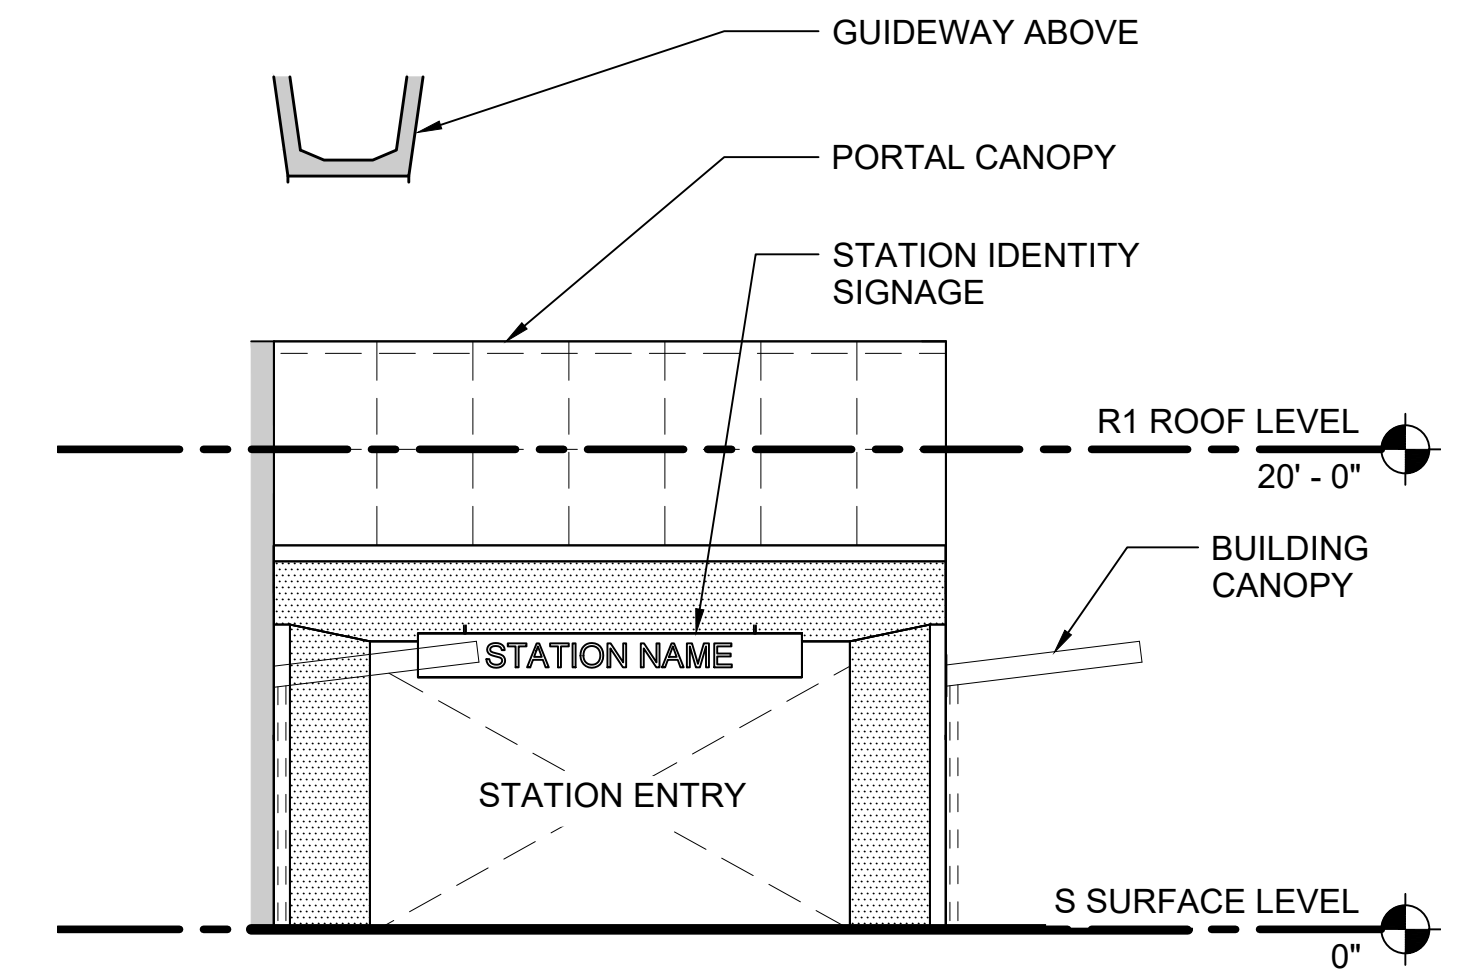 GUIDEWAY ABOVE
PORTAL CANOPY
STATION IDENTITY
SIGNAGE
R1 ROOF LEVEL
20' - 0"
BUILDING
CANOPY
STATION NAME
STATION ENTRY
S SURFACE LEVEL
0"